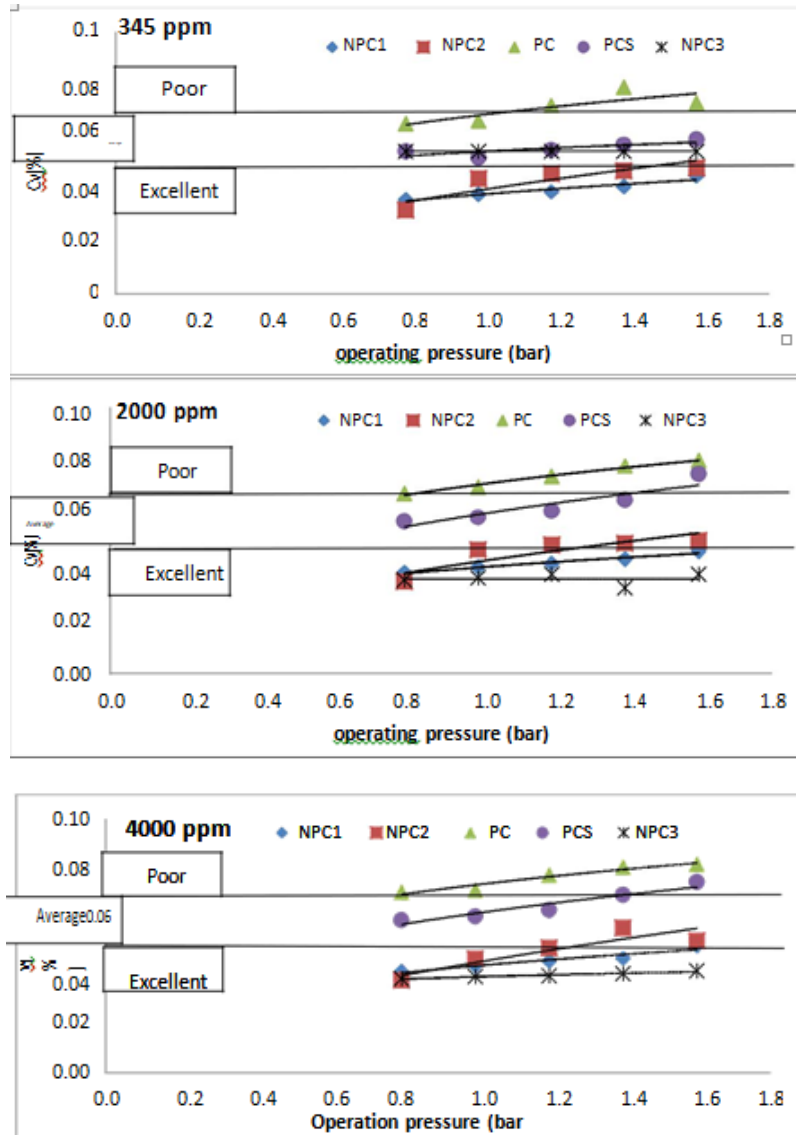 345 ppm
NPC1 NPC2 PC PCS NPC3
0.1
0.08
0.06
0.04
0.02
0
Poor
Excellent
Cv(%)
0.0 0.2 0.4 0.6 0.8 1.0 1.2 1.4 1.6 1.8
operating pressure (bar)
2000 ppm
NPC1 NPC2 PC PCS NPC3
0.10
0.08
0.06
0.04
0.02
0.00
Poor
Average
Excellent
0.0 0.2 0.4 0.6 0.8 1.0 1.2 1.4 1.6 1.8
operating pressure (bar)
4000 ppm
NPC1 NPC2 PC PCS NPC3
0.10
0.08
Poor
Average0.06
Excellent
0.04
0.02
0.00
0.0 0.2 0.4 0.6 0.8 1.0 1.2 1.4 1.6 1.8
Operation pressure (bar